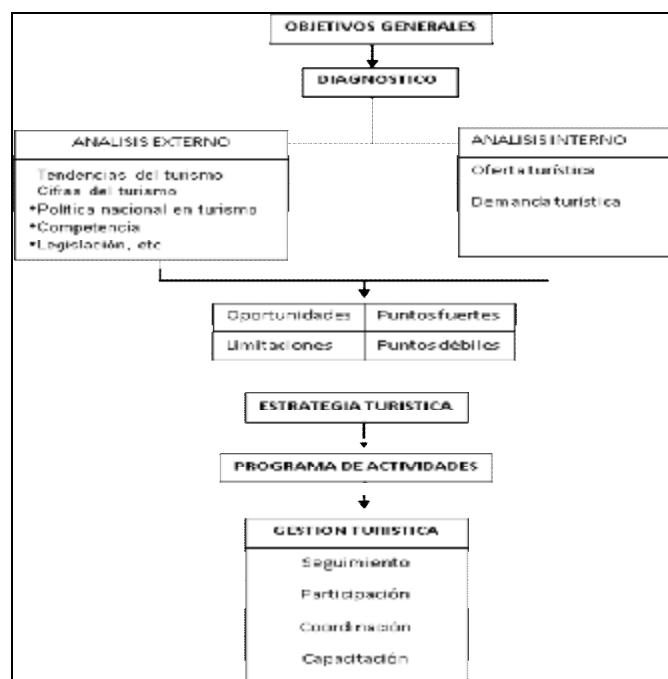 OBJETIVOS GENERALES
DIAGNOSTICO
ANALISIS EXTERNO
Tendencias del turismo
Cifras del turismo
•Política nacional en turismo
•Competencia
•Legislación, etc
ANALISIS INTERNO
Oferta turística
Demanda turística
Oportunidades Puntos fuertes
Limitaciones Puntos débiles
ESTRATEGIA TURISTICA
PROGRAMA DE ACTIVIDADES
GESTION TURISTICA
Seguimiento
Participación
Coordinación
Capacitación